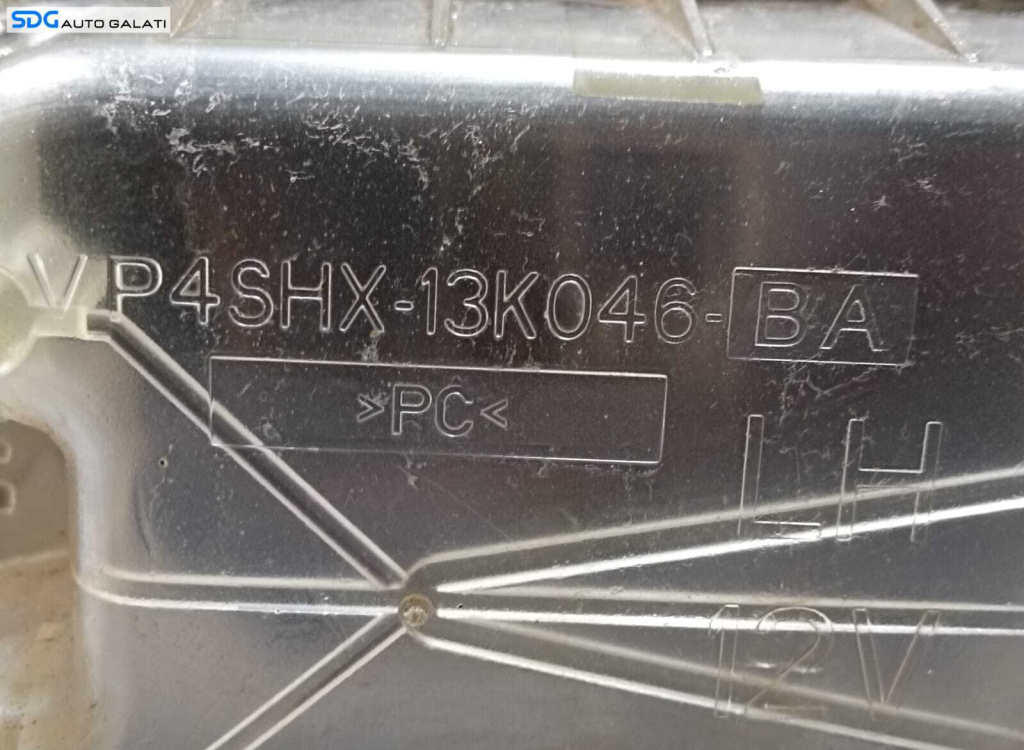 SDG AUTO GALATI
VP4SHX-13K046-BA
>PC<
LH
12V